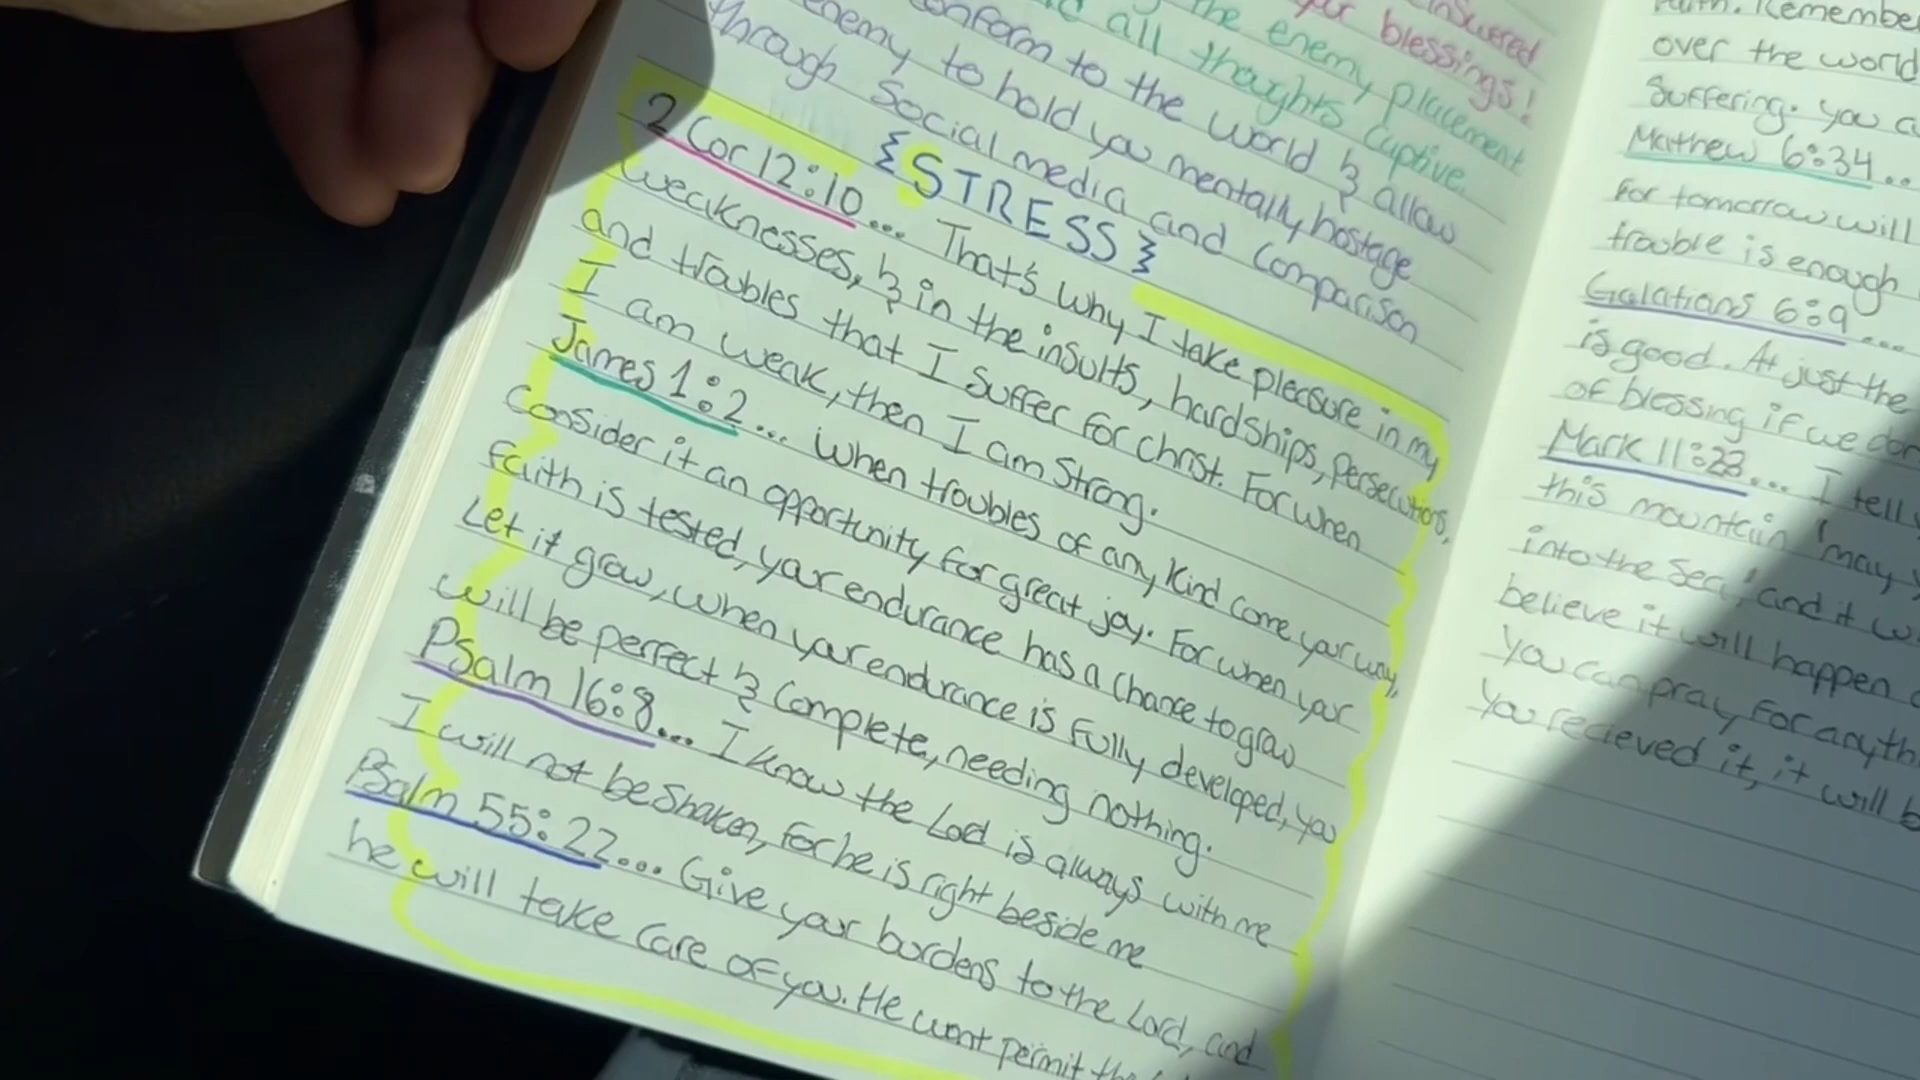 answered
your blessings!
the enemy placement
all thoughts captive.
conform to the world & allow
enemy to hold you mentally hostage
through social media and comparison
{STRESS}
2 Cor 12:10... That's why I take pleasure in my
weaknesses, & in the insults, hardships, persecutions,
and troubles that I suffer for christ. For when
I am weak, then I am strong.
James 1:2... When troubles of any kind come your way,
Consider it an opportunity for great joy. For when your
faith is tested, your endurance has a chance to grow
Let it grow, when your endurance is fully developed, you
will be perfect & complete, needing nothing.
Psalm 16:8... I know the Lord is always with me
I will not be shaken, for he is right beside me
Psalm 55:22... Give your burdens to the Lord, and
he will take care of you. He wont permit the
faith. Remember
over the world
Suffering. you
Matthew 6:34...
For tomorrow will
trouble is enough
Galatians 6:9...
is good. At just the
of blessing if we don
Mark 11:23... I tell
this mountain 'may y
into the sea,' and it w
believe it will happen
You can pray for anyth
You recieved it, it will b